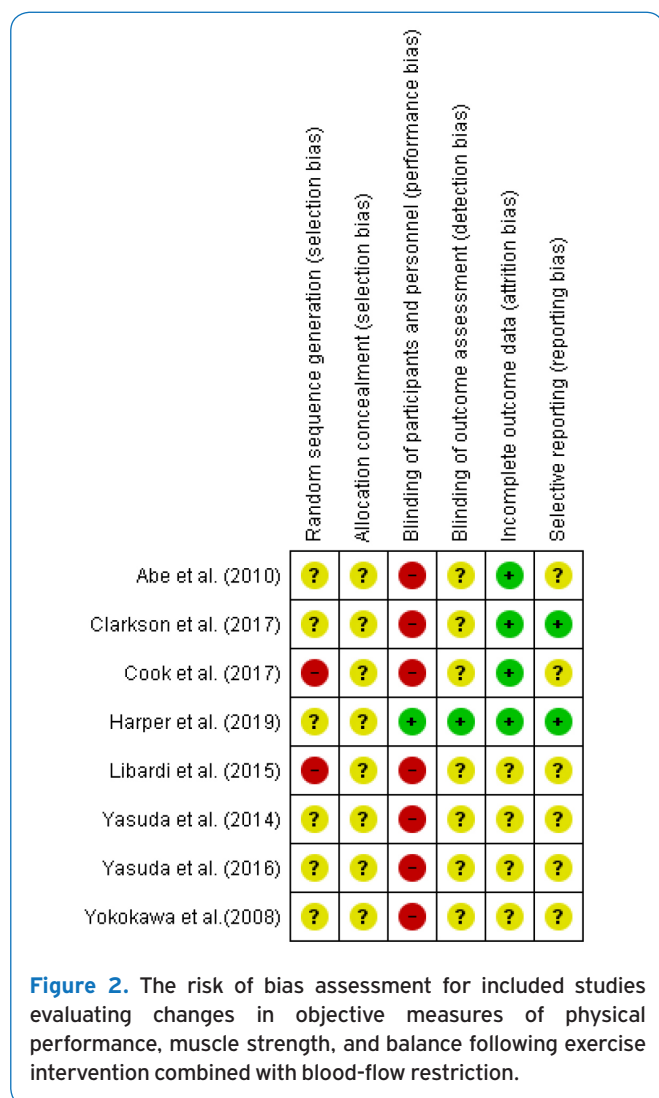 Random sequence generation (selection bias)
Allocation concealment (selection bias)
Blinding of participants and personnel (performance bias)
Blinding of outcome assessment (detection bias)
Incomplete outcome data (attrition bias)
Selective reporting (reporting bias)
Abe et al. (2010) ? ? - ? + ?
Clarkson et al. (2017) ? ? - ? + +
Cook et al. (2017) - ? - ? + ?
Harper et al. (2019) ? ? + + + +
Libardi et al. (2015) - ? - ? ? ?
Yasuda et al. (2014) ? ? - ? ? ?
Yasuda et al. (2016) ? ? - ? ? ?
Yokokawa et al.(2008) ? ? - ? ? ?
Figure 2. The risk of bias assessment for included studies
evaluating changes in objective measures of physical
performance, muscle strength, and balance following exercise
intervention combined with blood-flow restriction.